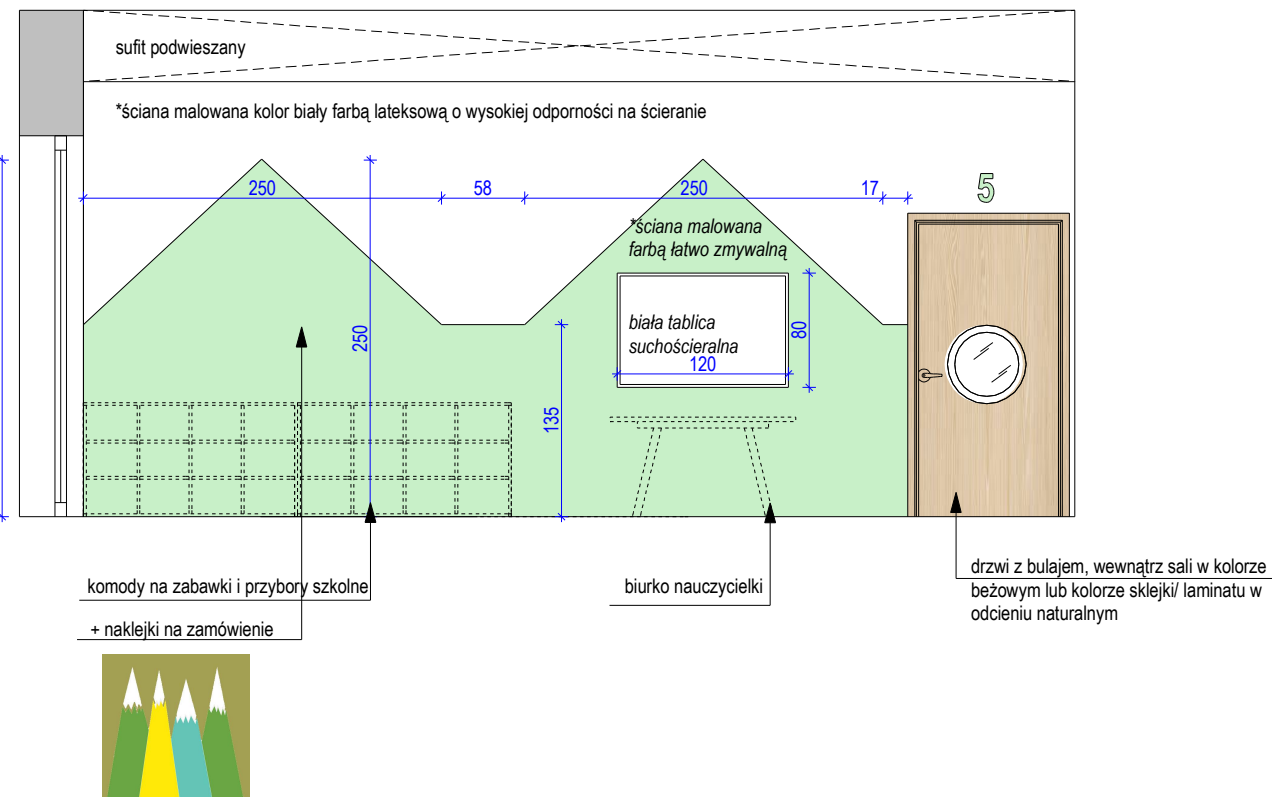 sufit podwieszany
*ściana malowana kolor biały farbą lateksową o wysokiej odporności na ścieranie
250
58
250
17
5
*ściana malowana
farbą łatwo zmywalną
biała tablica
suchościeralna
120
80
250
135
komody na zabawki i przybory szkolne
+ naklejki na zamówienie
biurko nauczycielki
drzwi z bulajem, wewnątrz sali w kolorze
beżowym lub kolorze sklejki/ laminatu w
odcieniu naturalnym